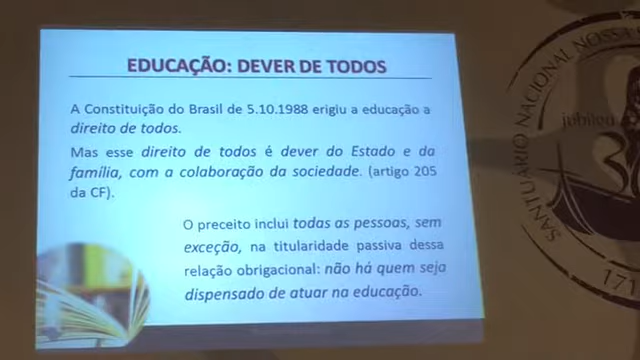 EDUCAÇÃO: DEVER DE TODOS
A Constituição do Brasil de 5.10.1988 erigiu a educação a
direito de todos.
Mas esse direito de todos é dever do Estado e da
família, com a colaboração da sociedade. (artigo 205
da CF).
O preceito inclui todas as pessoas, sem
exceção, na titularidade passiva dessa
relação obrigacional: não há quem seja
dispensado de atuar na educação.
SANTUÁRIO NACIONAL NOSSA
jubileu
30
171